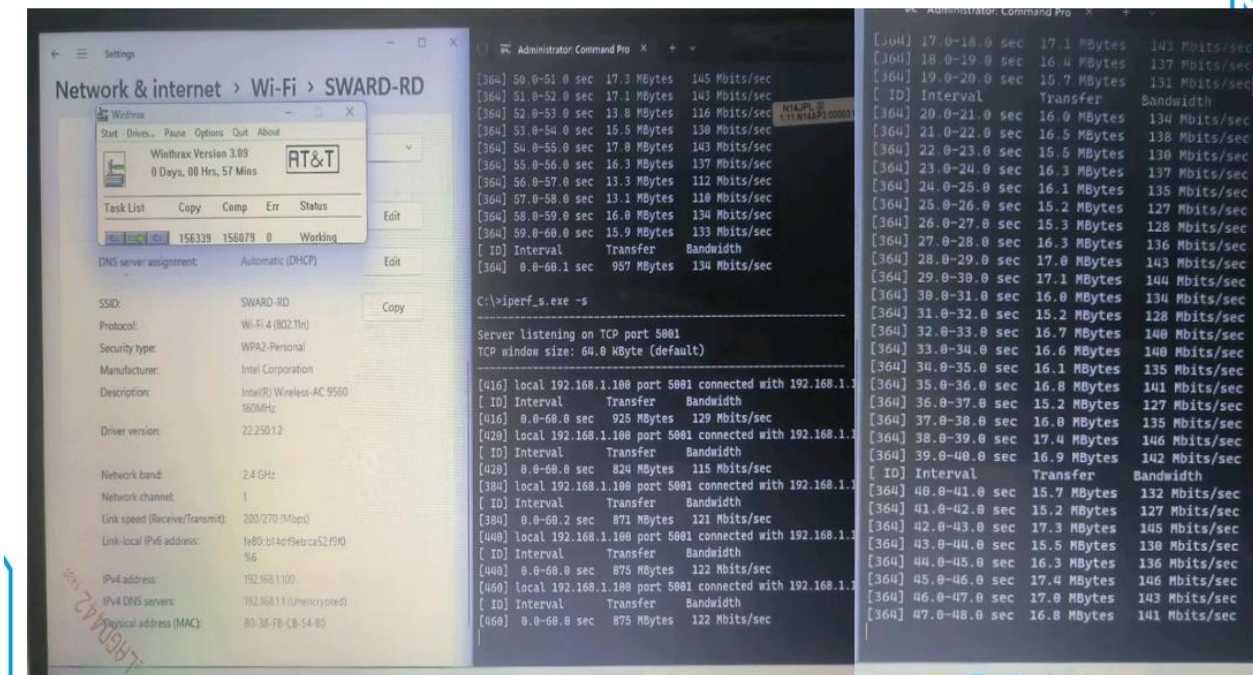 Settings
Network & internet > Wi-Fi > SWARD-RD
Winthrax
Start Drives... Pause Options Quit About
Winthrax Version 3.09
0 Days, 00 Hrs, 57 Mins
AT&T
Task List Copy Comp Err Status
156339 156079 0 Working
Edit
DNS server assignment: Automatic (DHCP) Edit
SSID: SWARD-RD Copy
Protocol: Wi-Fi 4 (802.11n)
Security type: WPA2-Personal
Manufacturer: Intel Corporation
Description: Intel(R) Wireless-AC 9560
160MHz
Driver version: 22.250.1.2
Network band: 2.4 GHz
Network channel: 1
Link speed (Receive/Transmit): 200/270 (Mbps)
Link-local IPv6 address:
%6
IPv4 address: 192.168.1.100
IPv4 DNS servers: 192.168.1.1 (Unencrypted)
Physical address (MAC): 80-38-FB-CB-54-80
Administrator: Command Pro
[364] 50.0-51.0 sec 17.3 MBytes 145 Mbits/sec
[364] 51.0-52.0 sec 17.1 MBytes 143 Mbits/sec
[364] 52.0-53.0 sec 13.8 MBytes 116 Mbits/sec
[364] 53.0-54.0 sec 15.5 MBytes 130 Mbits/sec
[364] 54.0-55.0 sec 17.0 MBytes 143 Mbits/sec
[364] 55.0-56.0 sec 16.3 MBytes 137 Mbits/sec
[364] 56.0-57.0 sec 13.3 MBytes 112 Mbits/sec
[364] 57.0-58.0 sec 13.1 MBytes 110 Mbits/sec
[364] 58.0-59.0 sec 16.0 MBytes 134 Mbits/sec
[364] 59.0-60.0 sec 15.9 MBytes 133 Mbits/sec
[ ID] Interval Transfer Bandwidth
[364] 0.0-60.1 sec 957 MBytes 134 Mbits/sec
N14JPL
C:\>iperf_s.exe -s
Server listening on TCP port 5001
TCP window size: 64.0 KByte (default)
[416] local 192.168.1.100 port 5001 connected with 192.168.1.1
[ ID] Interval Transfer Bandwidth
[416] 0.0-60.0 sec 925 MBytes 129 Mbits/sec
[420] local 192.168.1.100 port 5001 connected with 192.168.1.1
[ ID] Interval Transfer Bandwidth
[420] 0.0-60.0 sec 824 MBytes 115 Mbits/sec
[384] local 192.168.1.100 port 5001 connected with 192.168.1.1
[ ID] Interval Transfer Bandwidth
[384] 0.0-60.2 sec 871 MBytes 121 Mbits/sec
[440] local 192.168.1.100 port 5001 connected with 192.168.1.1
[ ID] Interval Transfer Bandwidth
[440] 0.0-60.0 sec 875 MBytes 122 Mbits/sec
[460] local 192.168.1.100 port 5001 connected with 192.168.1.1
[ ID] Interval Transfer Bandwidth
[460] 0.0-60.0 sec 875 MBytes 122 Mbits/sec
Administrator: Command Pro
[364] 17.0-18.0 sec 17.1 MBytes 143 Mbits/sec
[364] 18.0-19.0 sec 16.4 MBytes 137 Mbits/sec
[364] 19.0-20.0 sec 15.7 MBytes 131 Mbits/sec
[ ID] Interval Transfer Bandwidth
[364] 20.0-21.0 sec 16.0 MBytes 134 Mbits/sec
[364] 21.0-22.0 sec 16.5 MBytes 138 Mbits/sec
[364] 22.0-23.0 sec 15.5 MBytes 130 Mbits/sec
[364] 23.0-24.0 sec 16.3 MBytes 137 Mbits/sec
[364] 24.0-25.0 sec 16.1 MBytes 135 Mbits/sec
[364] 25.0-26.0 sec 15.2 MBytes 127 Mbits/sec
[364] 26.0-27.0 sec 15.3 MBytes 128 Mbits/sec
[364] 27.0-28.0 sec 16.3 MBytes 136 Mbits/sec
[364] 28.0-29.0 sec 17.0 MBytes 143 Mbits/sec
[364] 29.0-30.0 sec 17.1 MBytes 144 Mbits/sec
[364] 30.0-31.0 sec 16.0 MBytes 134 Mbits/sec
[364] 31.0-32.0 sec 15.2 MBytes 128 Mbits/sec
[364] 32.0-33.0 sec 16.7 MBytes 140 Mbits/sec
[364] 33.0-34.0 sec 16.6 MBytes 140 Mbits/sec
[364] 34.0-35.0 sec 16.1 MBytes 135 Mbits/sec
[364] 35.0-36.0 sec 16.8 MBytes 141 Mbits/sec
[364] 36.0-37.0 sec 15.2 MBytes 127 Mbits/sec
[364] 37.0-38.0 sec 16.0 MBytes 135 Mbits/sec
[364] 38.0-39.0 sec 17.4 MBytes 146 Mbits/sec
[364] 39.0-40.0 sec 16.9 MBytes 142 Mbits/sec
[ ID] Interval Transfer Bandwidth
[364] 40.0-41.0 sec 15.7 MBytes 132 Mbits/sec
[364] 41.0-42.0 sec 15.2 MBytes 127 Mbits/sec
[364] 42.0-43.0 sec 17.3 MBytes 145 Mbits/sec
[364] 43.0-44.0 sec 15.5 MBytes 130 Mbits/sec
[364] 44.0-45.0 sec 16.3 MBytes 136 Mbits/sec
[364] 45.0-46.0 sec 17.4 MBytes 146 Mbits/sec
[364] 46.0-47.0 sec 17.0 MBytes 143 Mbits/sec
[364] 47.0-48.0 sec 16.8 MBytes 141 Mbits/sec